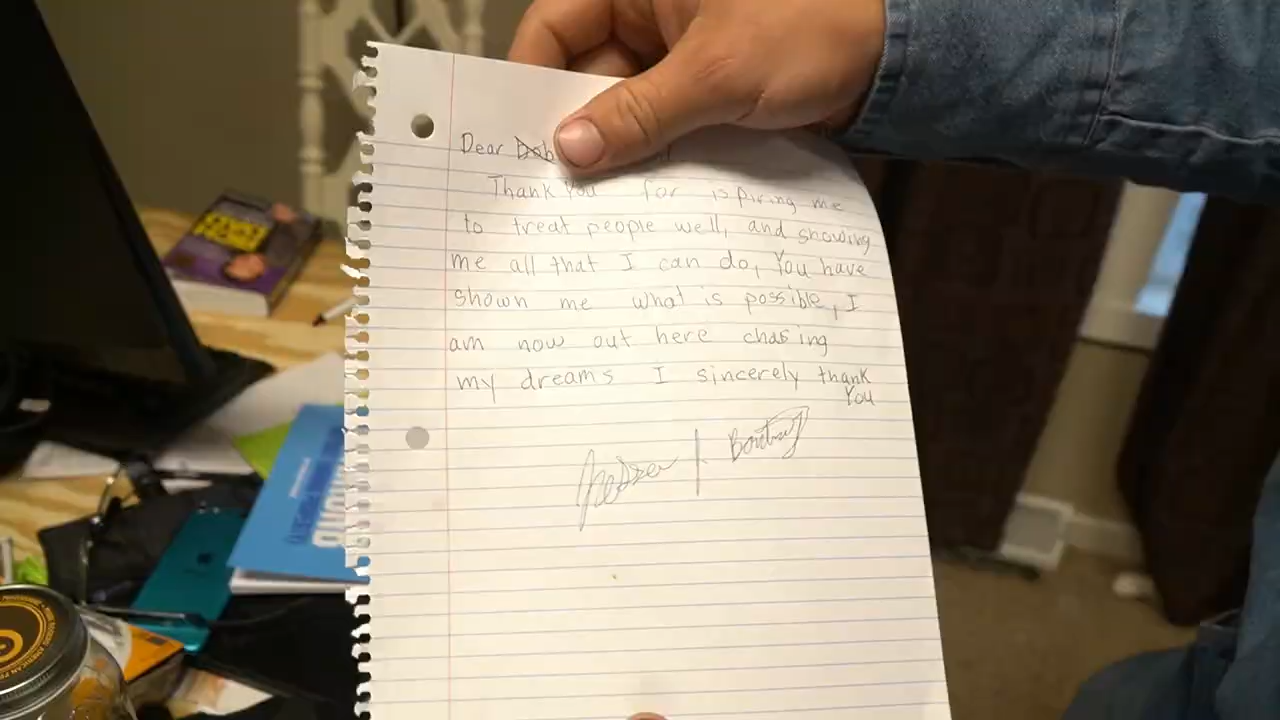 Dear
Thank You for ispiring me
to treat people well, and showing
me all that I can do, You have
shown me what is possible, I
am now out here chasing
my dreams I sincerely thank
You